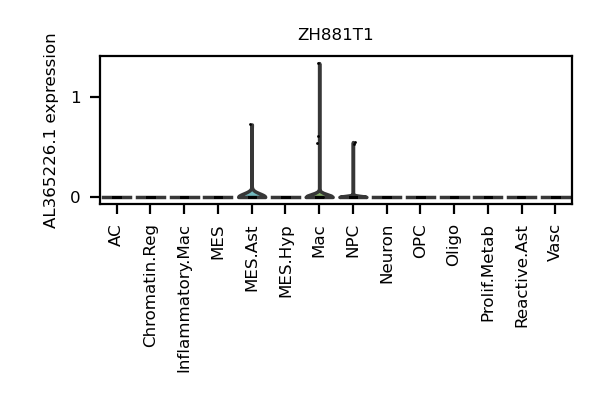 ZH881T1
AL365226.1 expression
1
0
AC
Chromatin.Reg
Inflammatory.Mac
MES
MES.Ast
MES.Hyp
Mac
NPC
Neuron
OPC
Oligo
Prolif.Metab
Reactive.Ast
Vasc